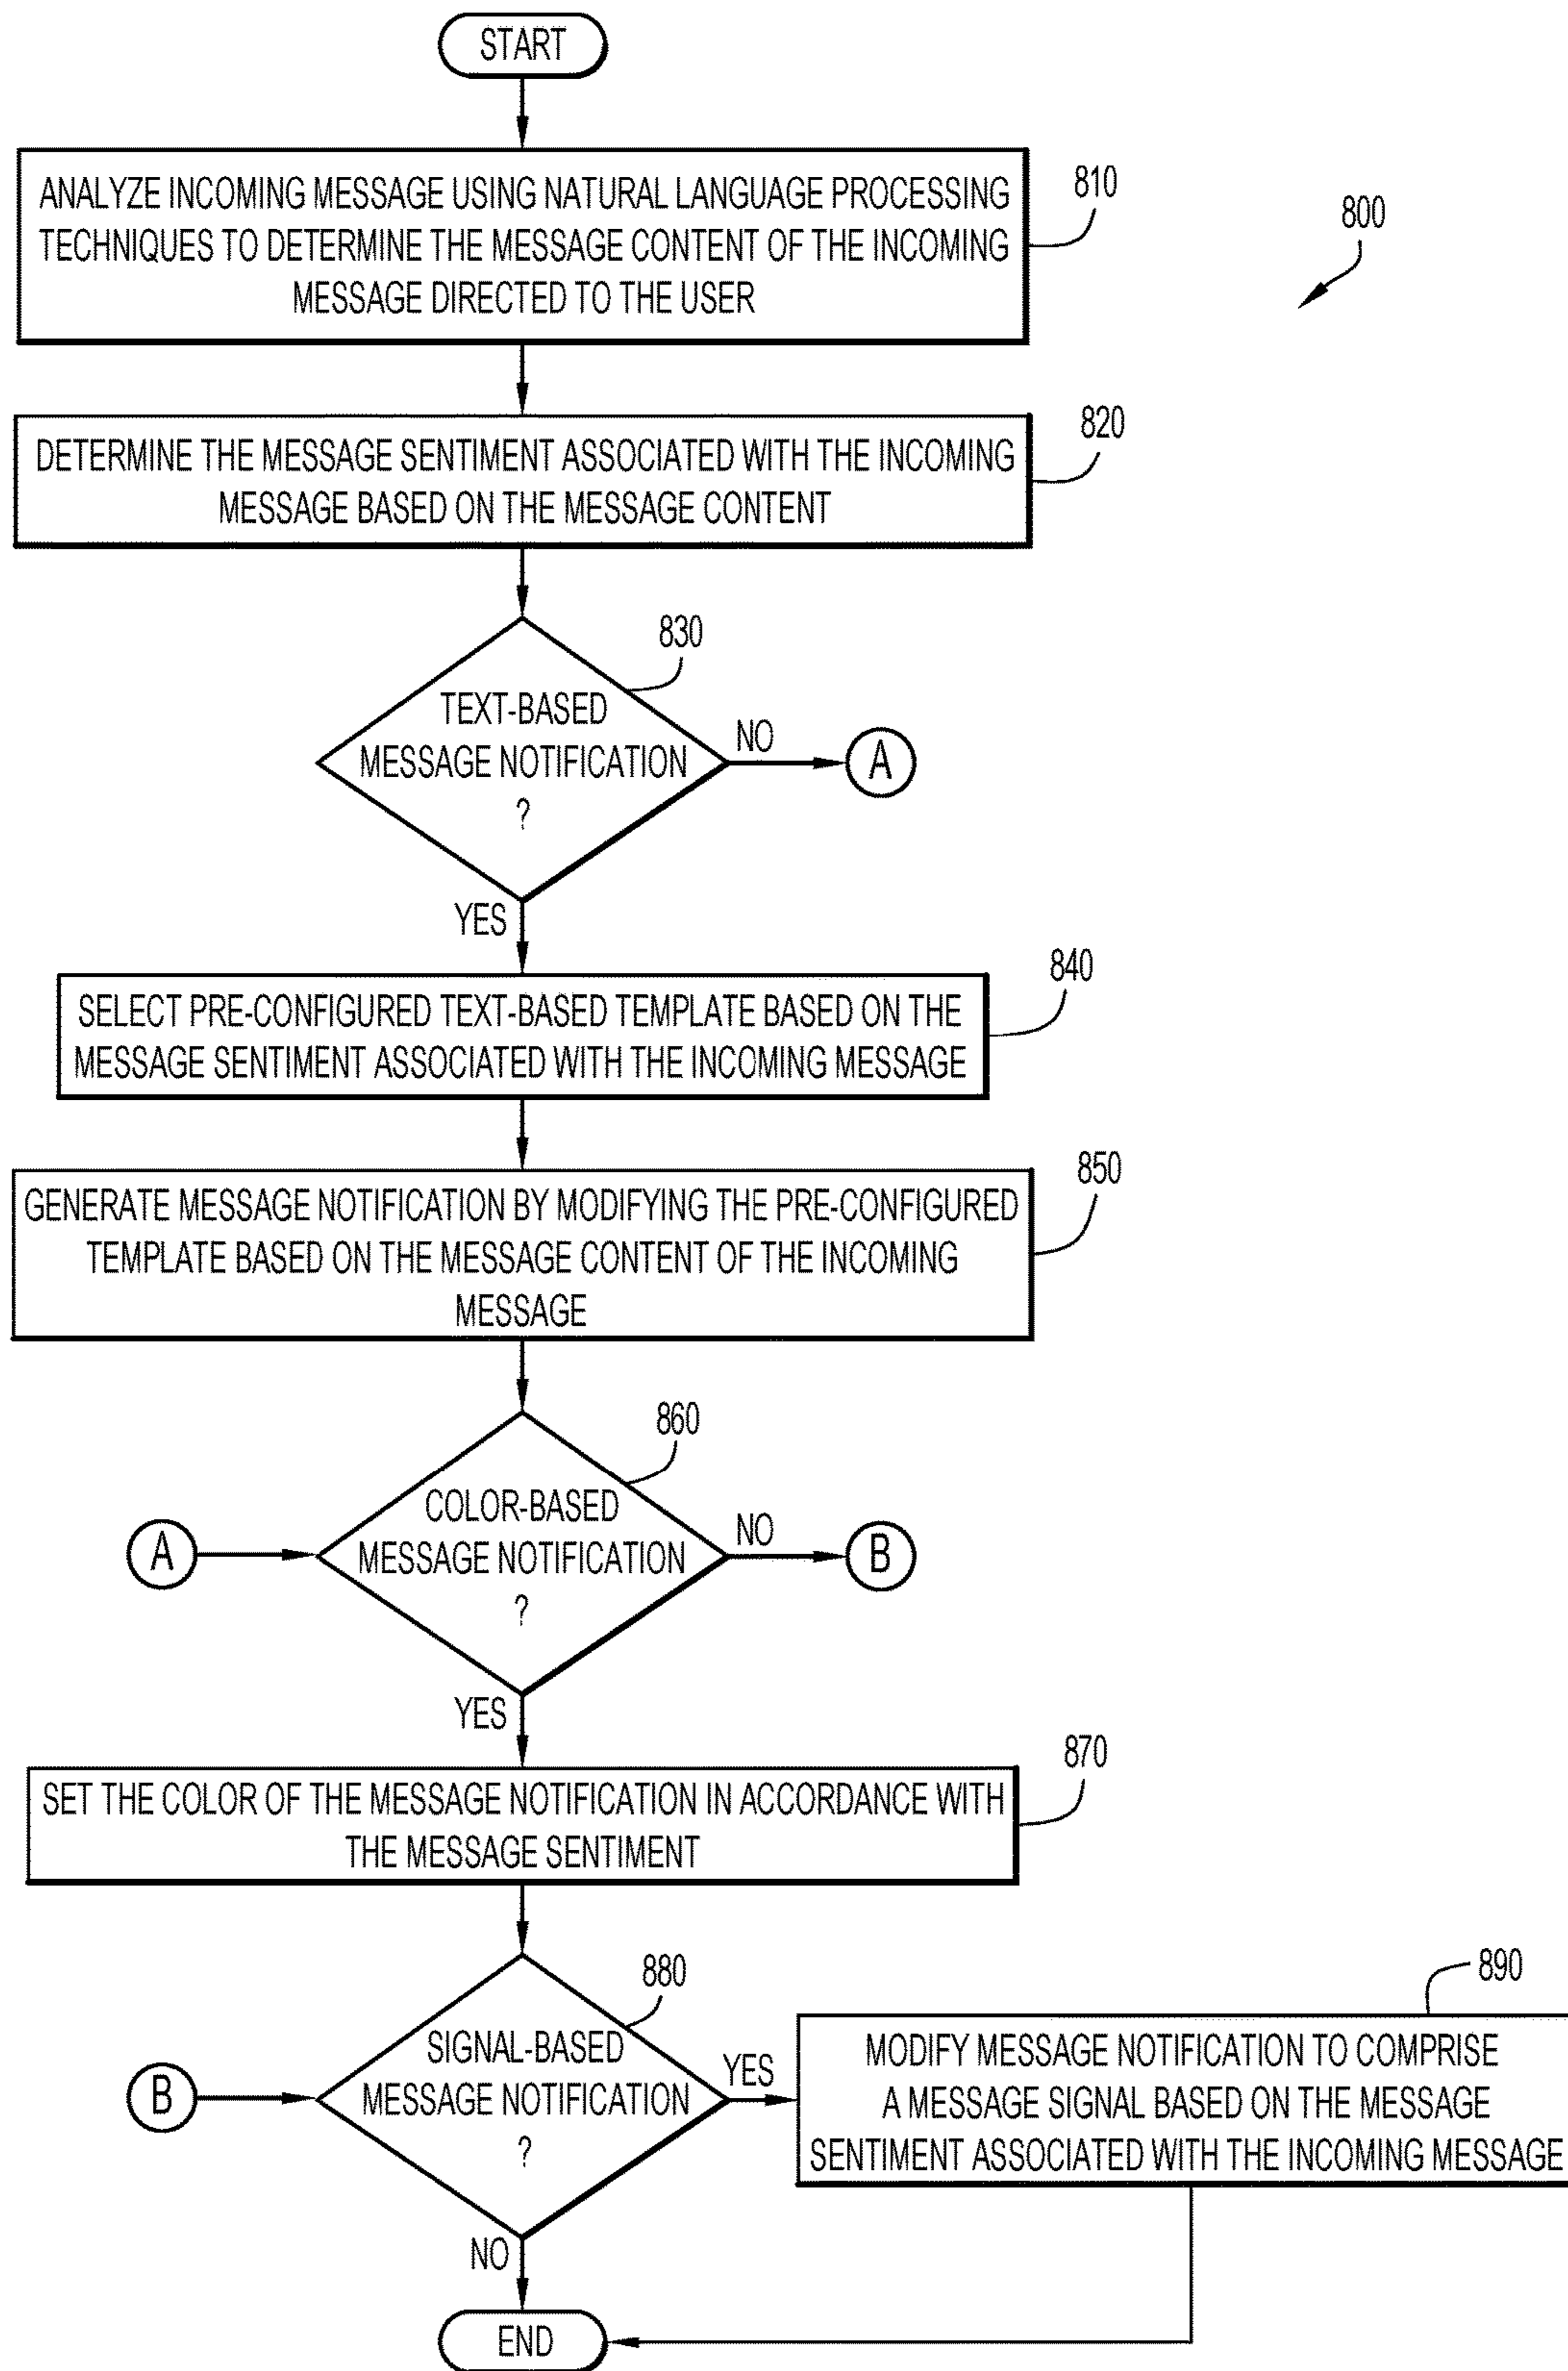 START
ANALYZE INCOMING MESSAGE USING NATURAL LANGUAGE PROCESSING
TECHNIQUES TO DETERMINE THE MESSAGE CONTENT OF THE INCOMING
MESSAGE DIRECTED TO THE USER
810
800
DETERMINE THE MESSAGE SENTIMENT ASSOCIATED WITH THE INCOMING
MESSAGE BASED ON THE MESSAGE CONTENT
820
830
TEXT-BASED
MESSAGE NOTIFICATION
?
NO
A
YES
SELECT PRE-CONFIGURED TEXT-BASED TEMPLATE BASED ON THE
MESSAGE SENTIMENT ASSOCIATED WITH THE INCOMING MESSAGE
840
GENERATE MESSAGE NOTIFICATION BY MODIFYING THE PRE-CONFIGURED
TEMPLATE BASED ON THE MESSAGE CONTENT OF THE INCOMING
MESSAGE
850
860
A
COLOR-BASED
MESSAGE NOTIFICATION
?
NO
B
YES
SET THE COLOR OF THE MESSAGE NOTIFICATION IN ACCORDANCE WITH
THE MESSAGE SENTIMENT
870
880
B
SIGNAL-BASED
MESSAGE NOTIFICATION
?
YES
890
MODIFY MESSAGE NOTIFICATION TO COMPRISE
A MESSAGE SIGNAL BASED ON THE MESSAGE
SENTIMENT ASSOCIATED WITH THE INCOMING MESSAGE
NO
END